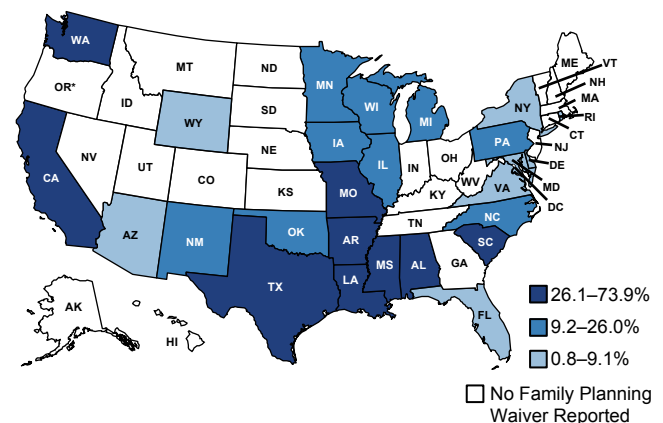 WA
MT
ND
MN
ME
VT
NH
MA
RI
CT
NJ
DE
MD
DC
OR*
ID
WY
SD
WI
MI
NY
NE
IA
PA
NV
UT
CO
IL
IN
OH
WV
VA
CA
KS
MO
KY
NC
TN
AZ
NM
OK
AR
SC
MS
AL
GA
TX
LA
FL
AK
HI
26.1–73.9%
9.2–26.0%
0.8–9.1%
No Family Planning
Waiver Reported